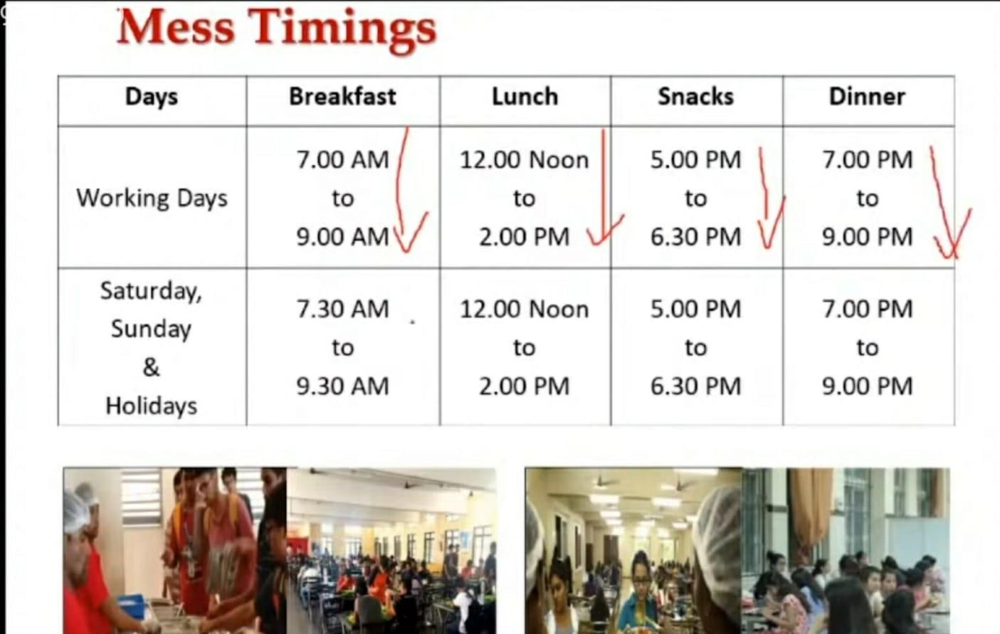 Mess Timings
Days Breakfast Lunch Snacks Dinner
Working Days
7.00 AM
to
9.00 AM
12.00 Noon
to
2.00 PM
5.00 PM
to
6.30 PM
7.00 PM
to
9.00 PM
Saturday,
Sunday
&
Holidays
7.30 AM
to
9.30 AM
12.00 Noon
to
2.00 PM
5.00 PM
to
6.30 PM
7.00 PM
to
9.00 PM